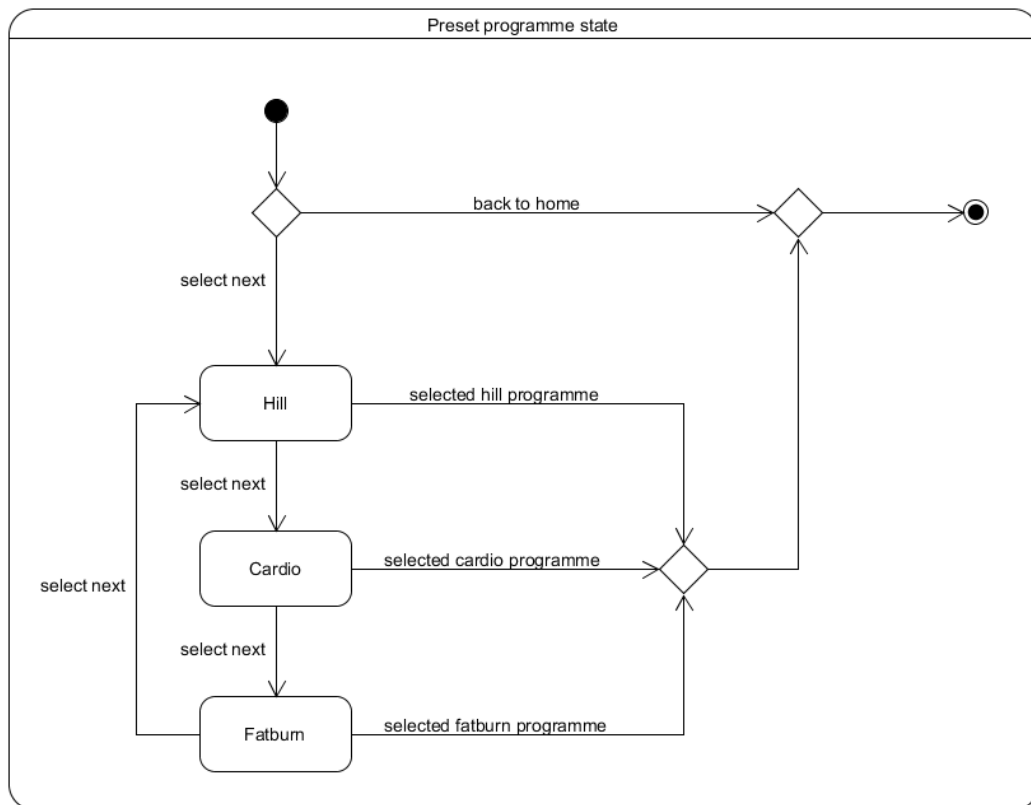 Preset programme state
back to home
select next
Hill
selected hill programme
select next
Cardio
selected cardio programme
select next
select next
Fatburn
selected fatburn programme